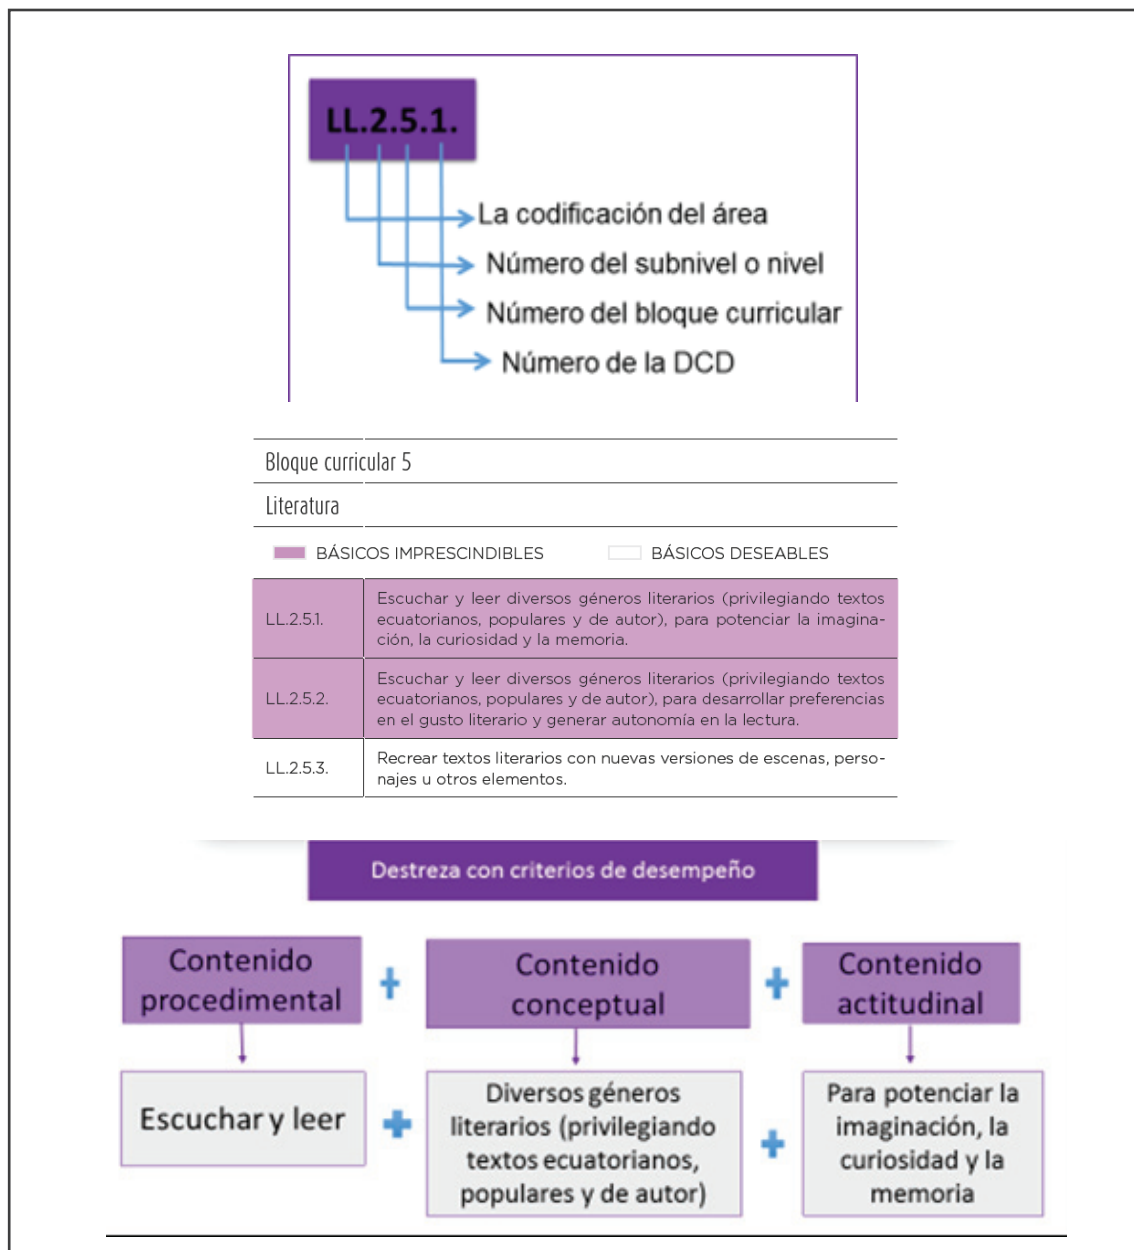 LL.2.5.1.
La codificación del área
Número del subnivel o nivel
Número del bloque curricular
Número de la DCD
Bloque curricular 5
Literatura
BÁSICOS IMPRESCINDIBLES
BÁSICOS DESEABLES
LL.2.5.1.
Escuchar y leer diversos géneros literarios (privilegiando textos
ecuatorianos, populares y de autor), para potenciar la imagina-
ción, la curiosidad y la memoria.
LL.2.5.2.
Escuchar y leer diversos géneros literarios (privilegiando textos
ecuatorianos, populares y de autor), para desarrollar preferencias
en el gusto literario y generar autonomía en la lectura.
LL.2.5.3.
Recrear textos literarios con nuevas versiones de escenas, perso-
najes u otros elementos.
Destreza con criterios de desempeño
Contenido
procedimental
Contenido
conceptual
Contenido
actitudinal
Escuchar y leer
Diversos géneros
literarios (privilegiando
textos ecuatorianos,
populares y de autor)
Para potenciar la
imaginación, la
curiosidad y la
memoria